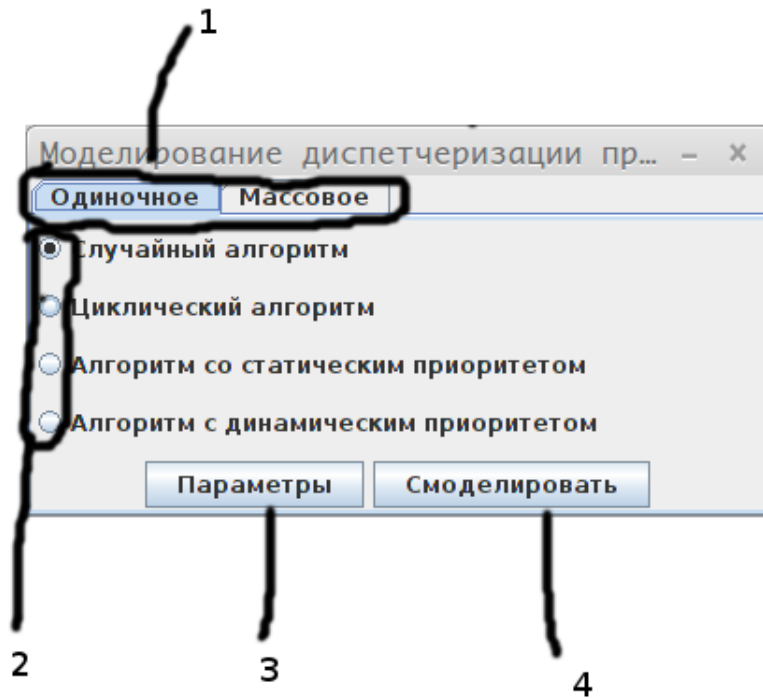 1
Моделирование диспетчеризации пр...
Одиночное Массовое
Случайный алгоритм
Циклический алгоритм
Алгоритм со статическим приоритетом
Алгоритм с динамическим приоритетом
Параметры Смоделировать
2 3 4